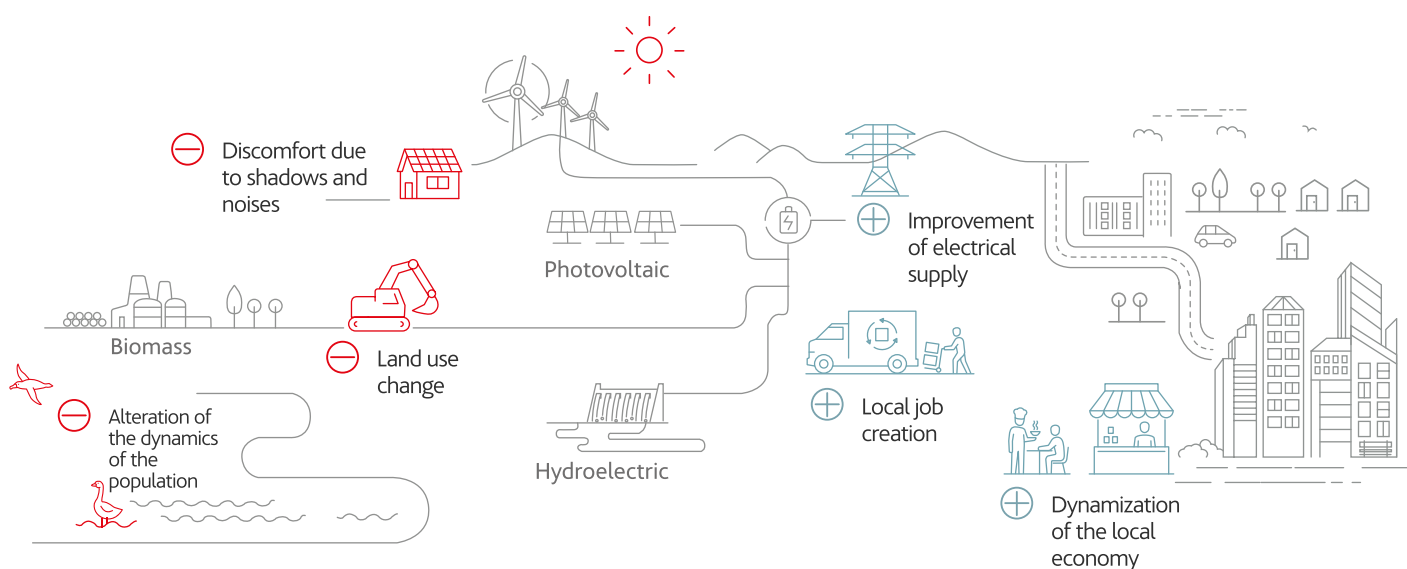 Discomfort due
to shadows and
noises
Improvement
of electrical
supply
Photovoltaic
Biomass
Land use
change
Alteration of
the dynamics
of the
population
Local job
creation
Hydroelectric
Dynamization
of the local
economy